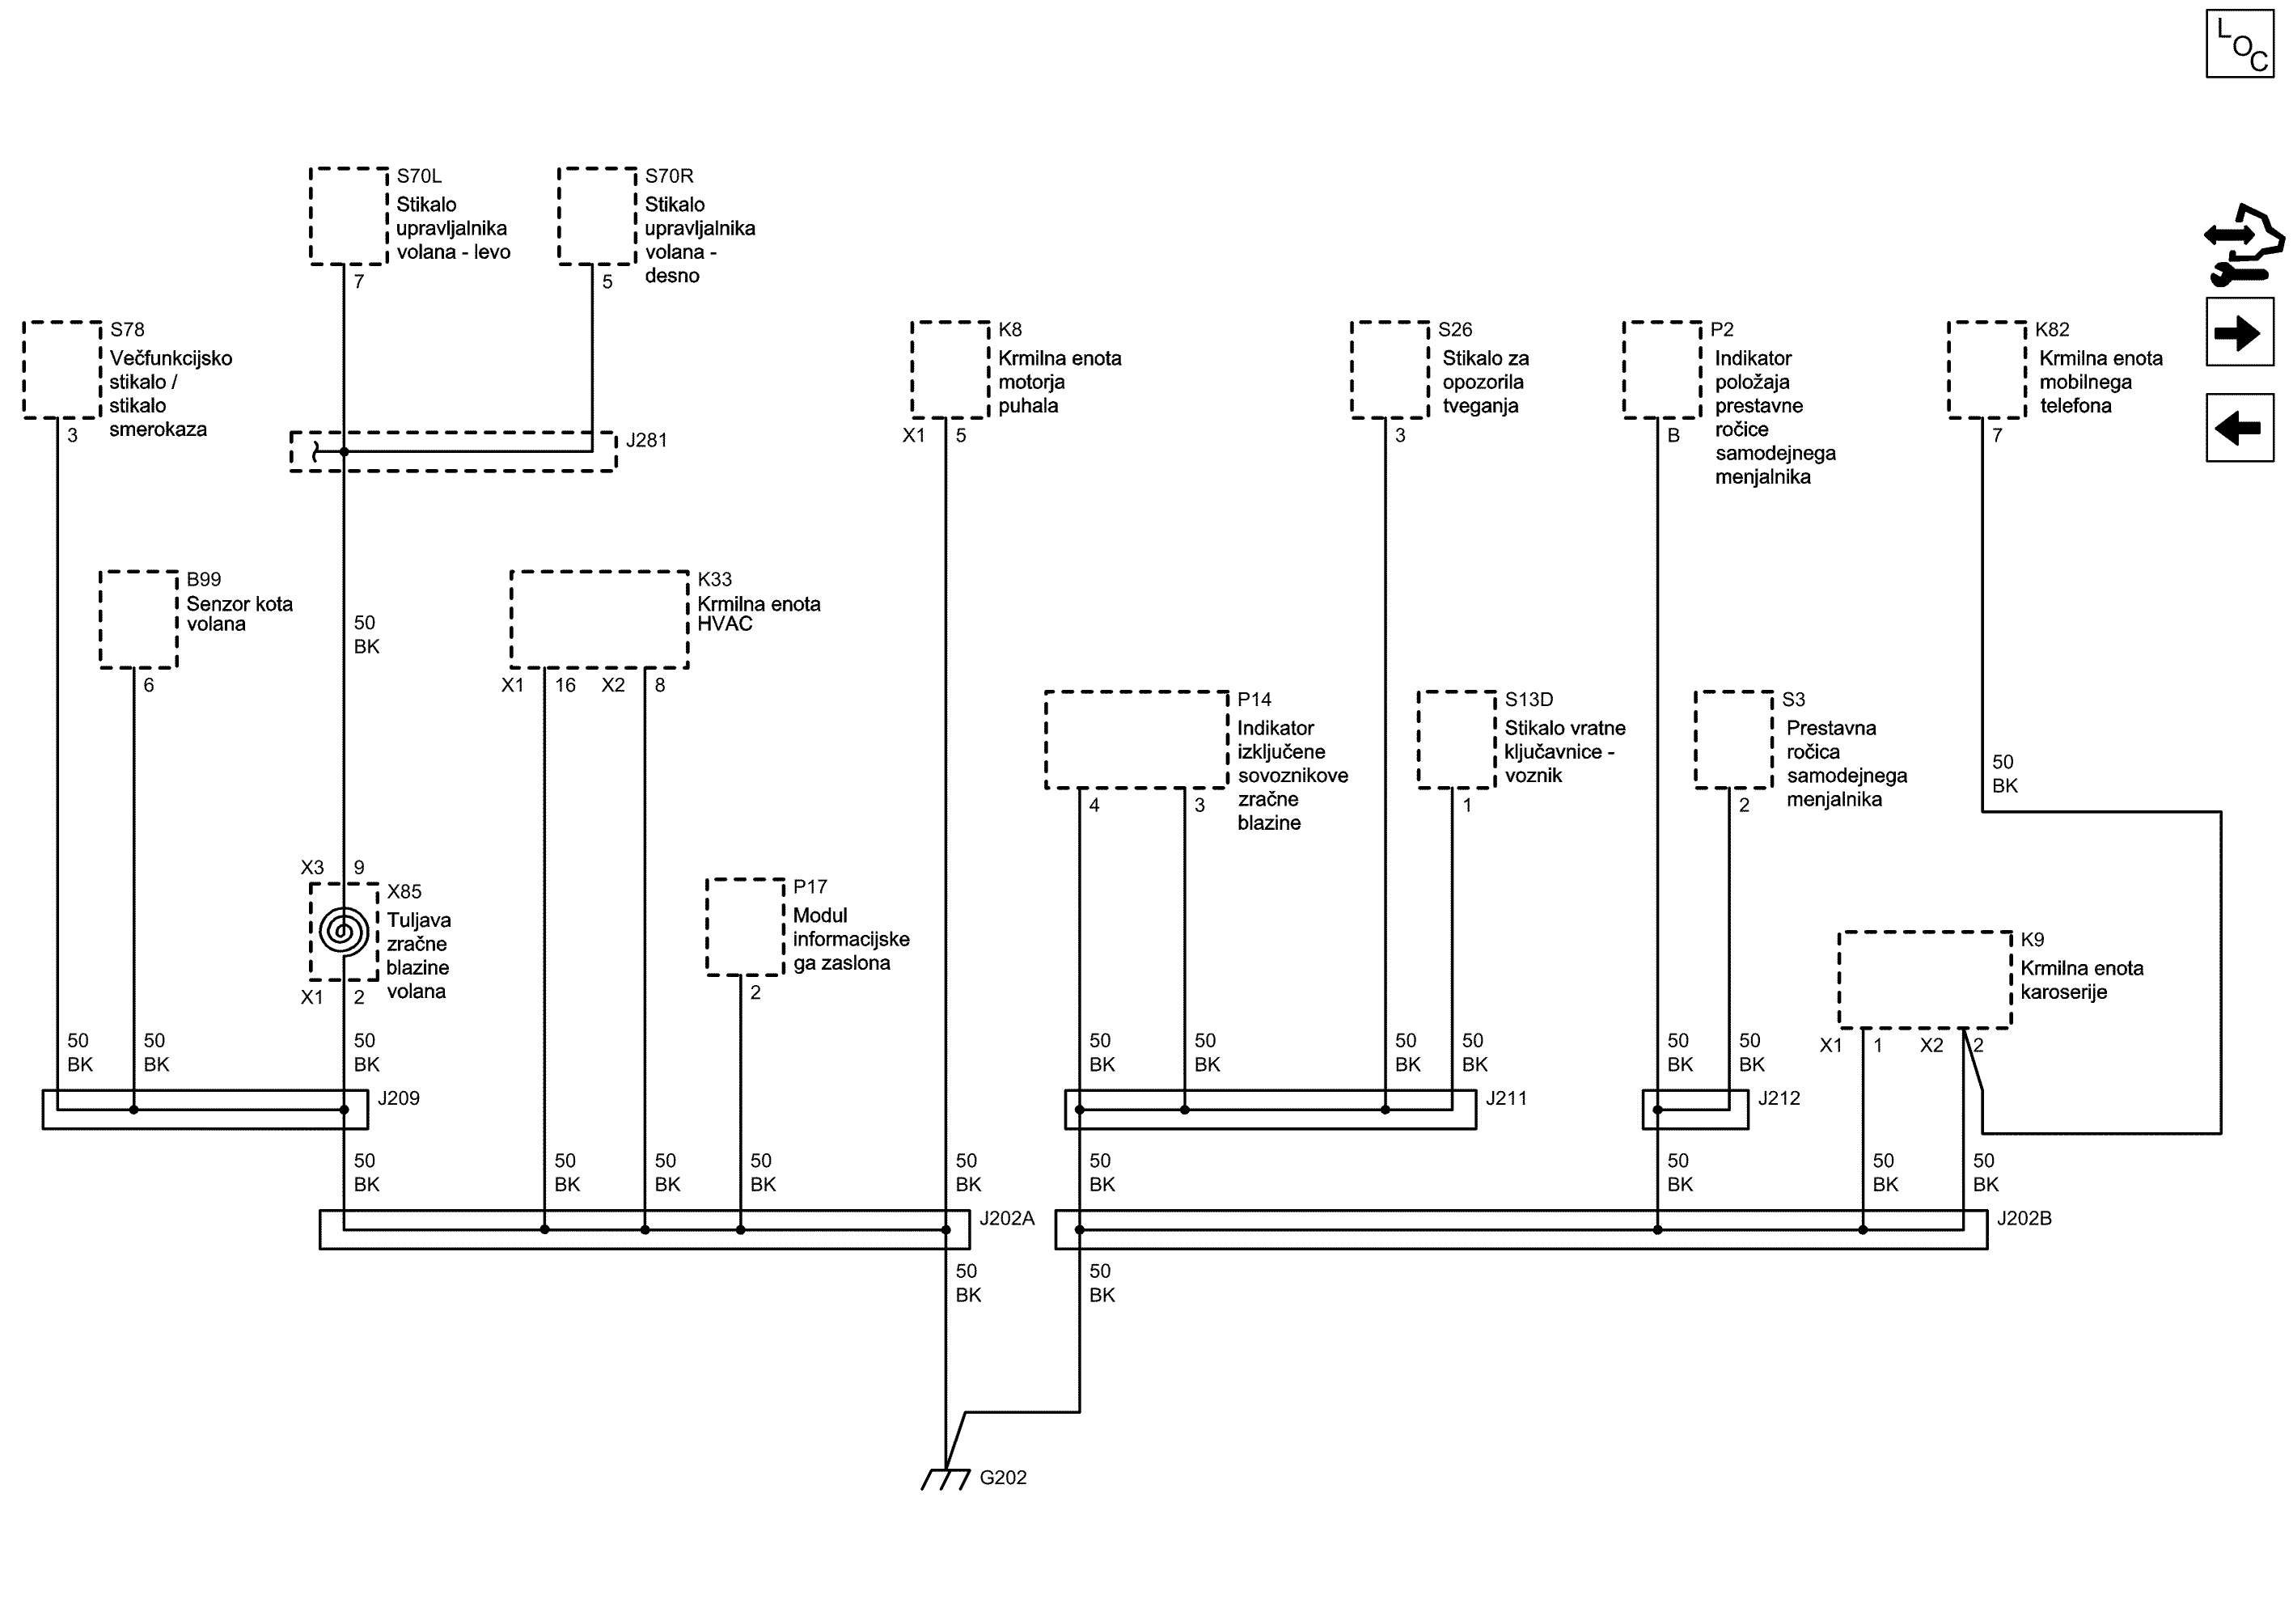 L
O
C
S70L
Stikalo
upravljalnika
volana - levo
7
S70R
Stikalo
upravljalnika
volana -
desno
5
S78
Večfunkcijsko
stikalo /
stikalo
smerokaza
3
J281
K8
Krmilna enota
motorja
puhala
X1 5
S26
Stikalo za
opozorila
tveganja
3
P2
Indikator
položaja
prestavne
ročice
samodejnega
menjalnika
B
K82
Krmilna enota
mobilnega
telefona
7
B99
Senzor kota
volana
6
50
BK
K33
Krmilna enota
HVAC
X1 16 X2 8
P14
Indikator
izključene
sovoznikove
zračne
blazine
4 3
S13D
Stikalo vratne
ključavnice -
voznik
1
S3
Prestavna
ročica
samodejnega
menjalnika
2
50
BK
X3 9
X85
Tuljava
zračne
blazine
volana
X1 2
P17
Modul
informacijske
ga zaslona
2
K9
Krmilna enota
karoserije
X1 1 X2 2
50 50 50 50 50 50 50 50 50
BK BK BK BK BK BK BK BK BK
J209 J211 J212
50 50 50 50 50 50 50 50 50
BK BK BK BK BK BK BK BK BK
J202A J202B
50 50
BK BK
G202